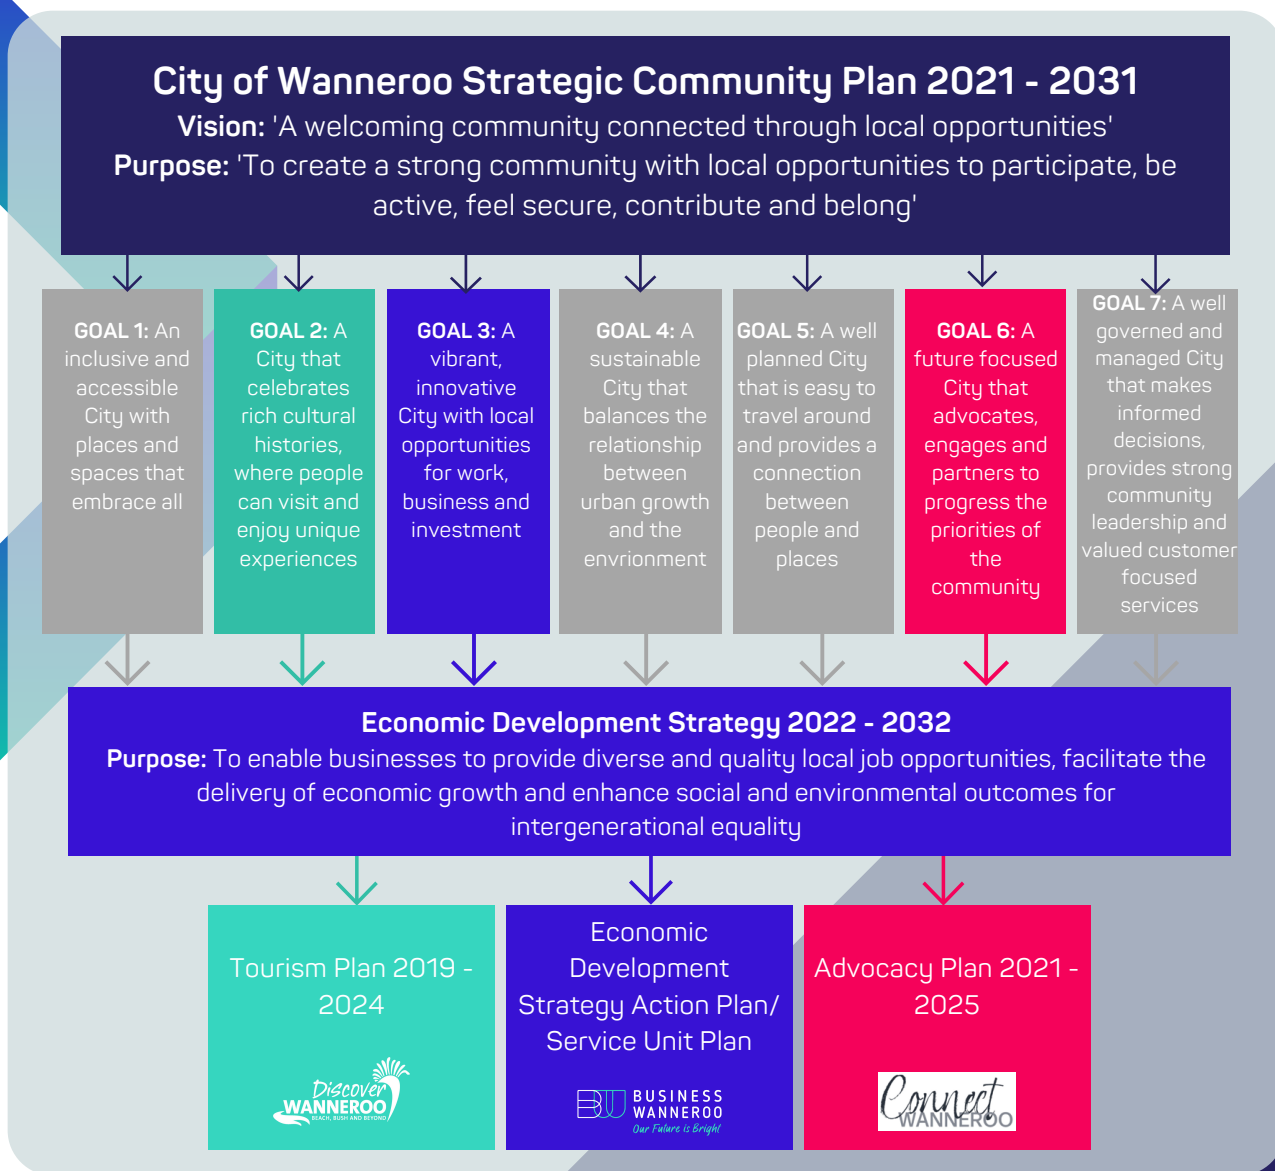 City of Wanneroo Strategic Community Plan 2021 - 2031
Vision: 'A welcoming community connected through local opportunities'
Purpose: 'To create a strong community with local opportunities to participate, be
active, feel secure, contribute and belong'
GOAL 1: An
inclusive and
accessible
City with
places and
spaces that
embrace all
GOAL 2: A
City that
celebrates
rich cultural
histories,
where people
can visit and
enjoy unique
experiences
GOAL 3: A
vibrant,
innovative
City with local
opportunities
for work,
business and
investment
GOAL 4: A
sustainable
City that
balances the
relationship
between
urban growth
and the
envrionment
GOAL 5: A well
planned City
that is easy to
travel around
and provides a
connection
between
people and
places
GOAL 6: A
future focused
City that
advocates,
engages and
partners to
progress the
priorities of
the
community
GOAL 7: A well
governed and
managed City
that makes
informed
decisions,
provides strong
community
leadership and
valued customer
focused
services
Economic Development Strategy 2022 - 2032
Purpose: To enable businesses to provide diverse and quality local job opportunities, facilitate the
delivery of economic growth and enhance social and environmental outcomes for
intergenerational equality
Tourism Plan 2019 -
2024
Discover
WANNEROO
BEACH, BUSH AND BEYOND
Economic
Development
Strategy Action Plan/
Service Unit Plan
BW BUSINESS
WANNEROO
Our Future is Bright
Advocacy Plan 2021 -
2025
Connect
WANNEROO